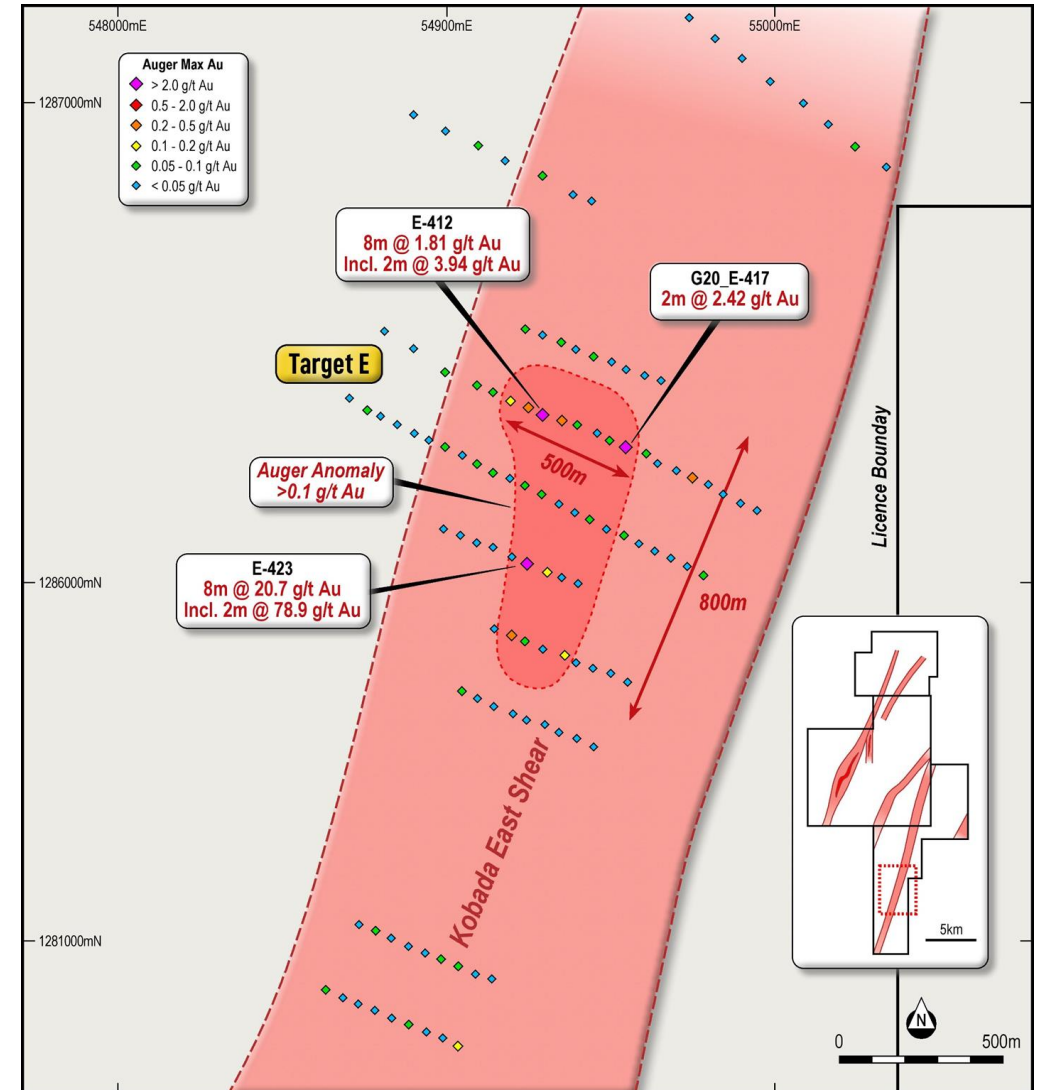 548000mE
54900mE
55000mE
Auger Max Au
> 2.0 g/t Au
0.5 - 2.0 g/t Au
0.2 - 0.5 g/t Au
0.1 - 0.2 g/t Au
0.05 - 0.1 g/t Au
< 0.05 g/t Au
1287000mN
E-412
8m @ 1.81 g/t Au
Incl. 2m @ 3.94 g/t Au
G20_E-417
2m @ 2.42 g/t Au
Target E
500m
Auger Anomaly
>0.1 g/t Au
Licence Bounday
E-423
8m @ 20.7 g/t Au
Incl. 2m @ 78.9 g/t Au
1286000mN
800m
Kobada East Shear
5km
1281000mN
N
0
500m